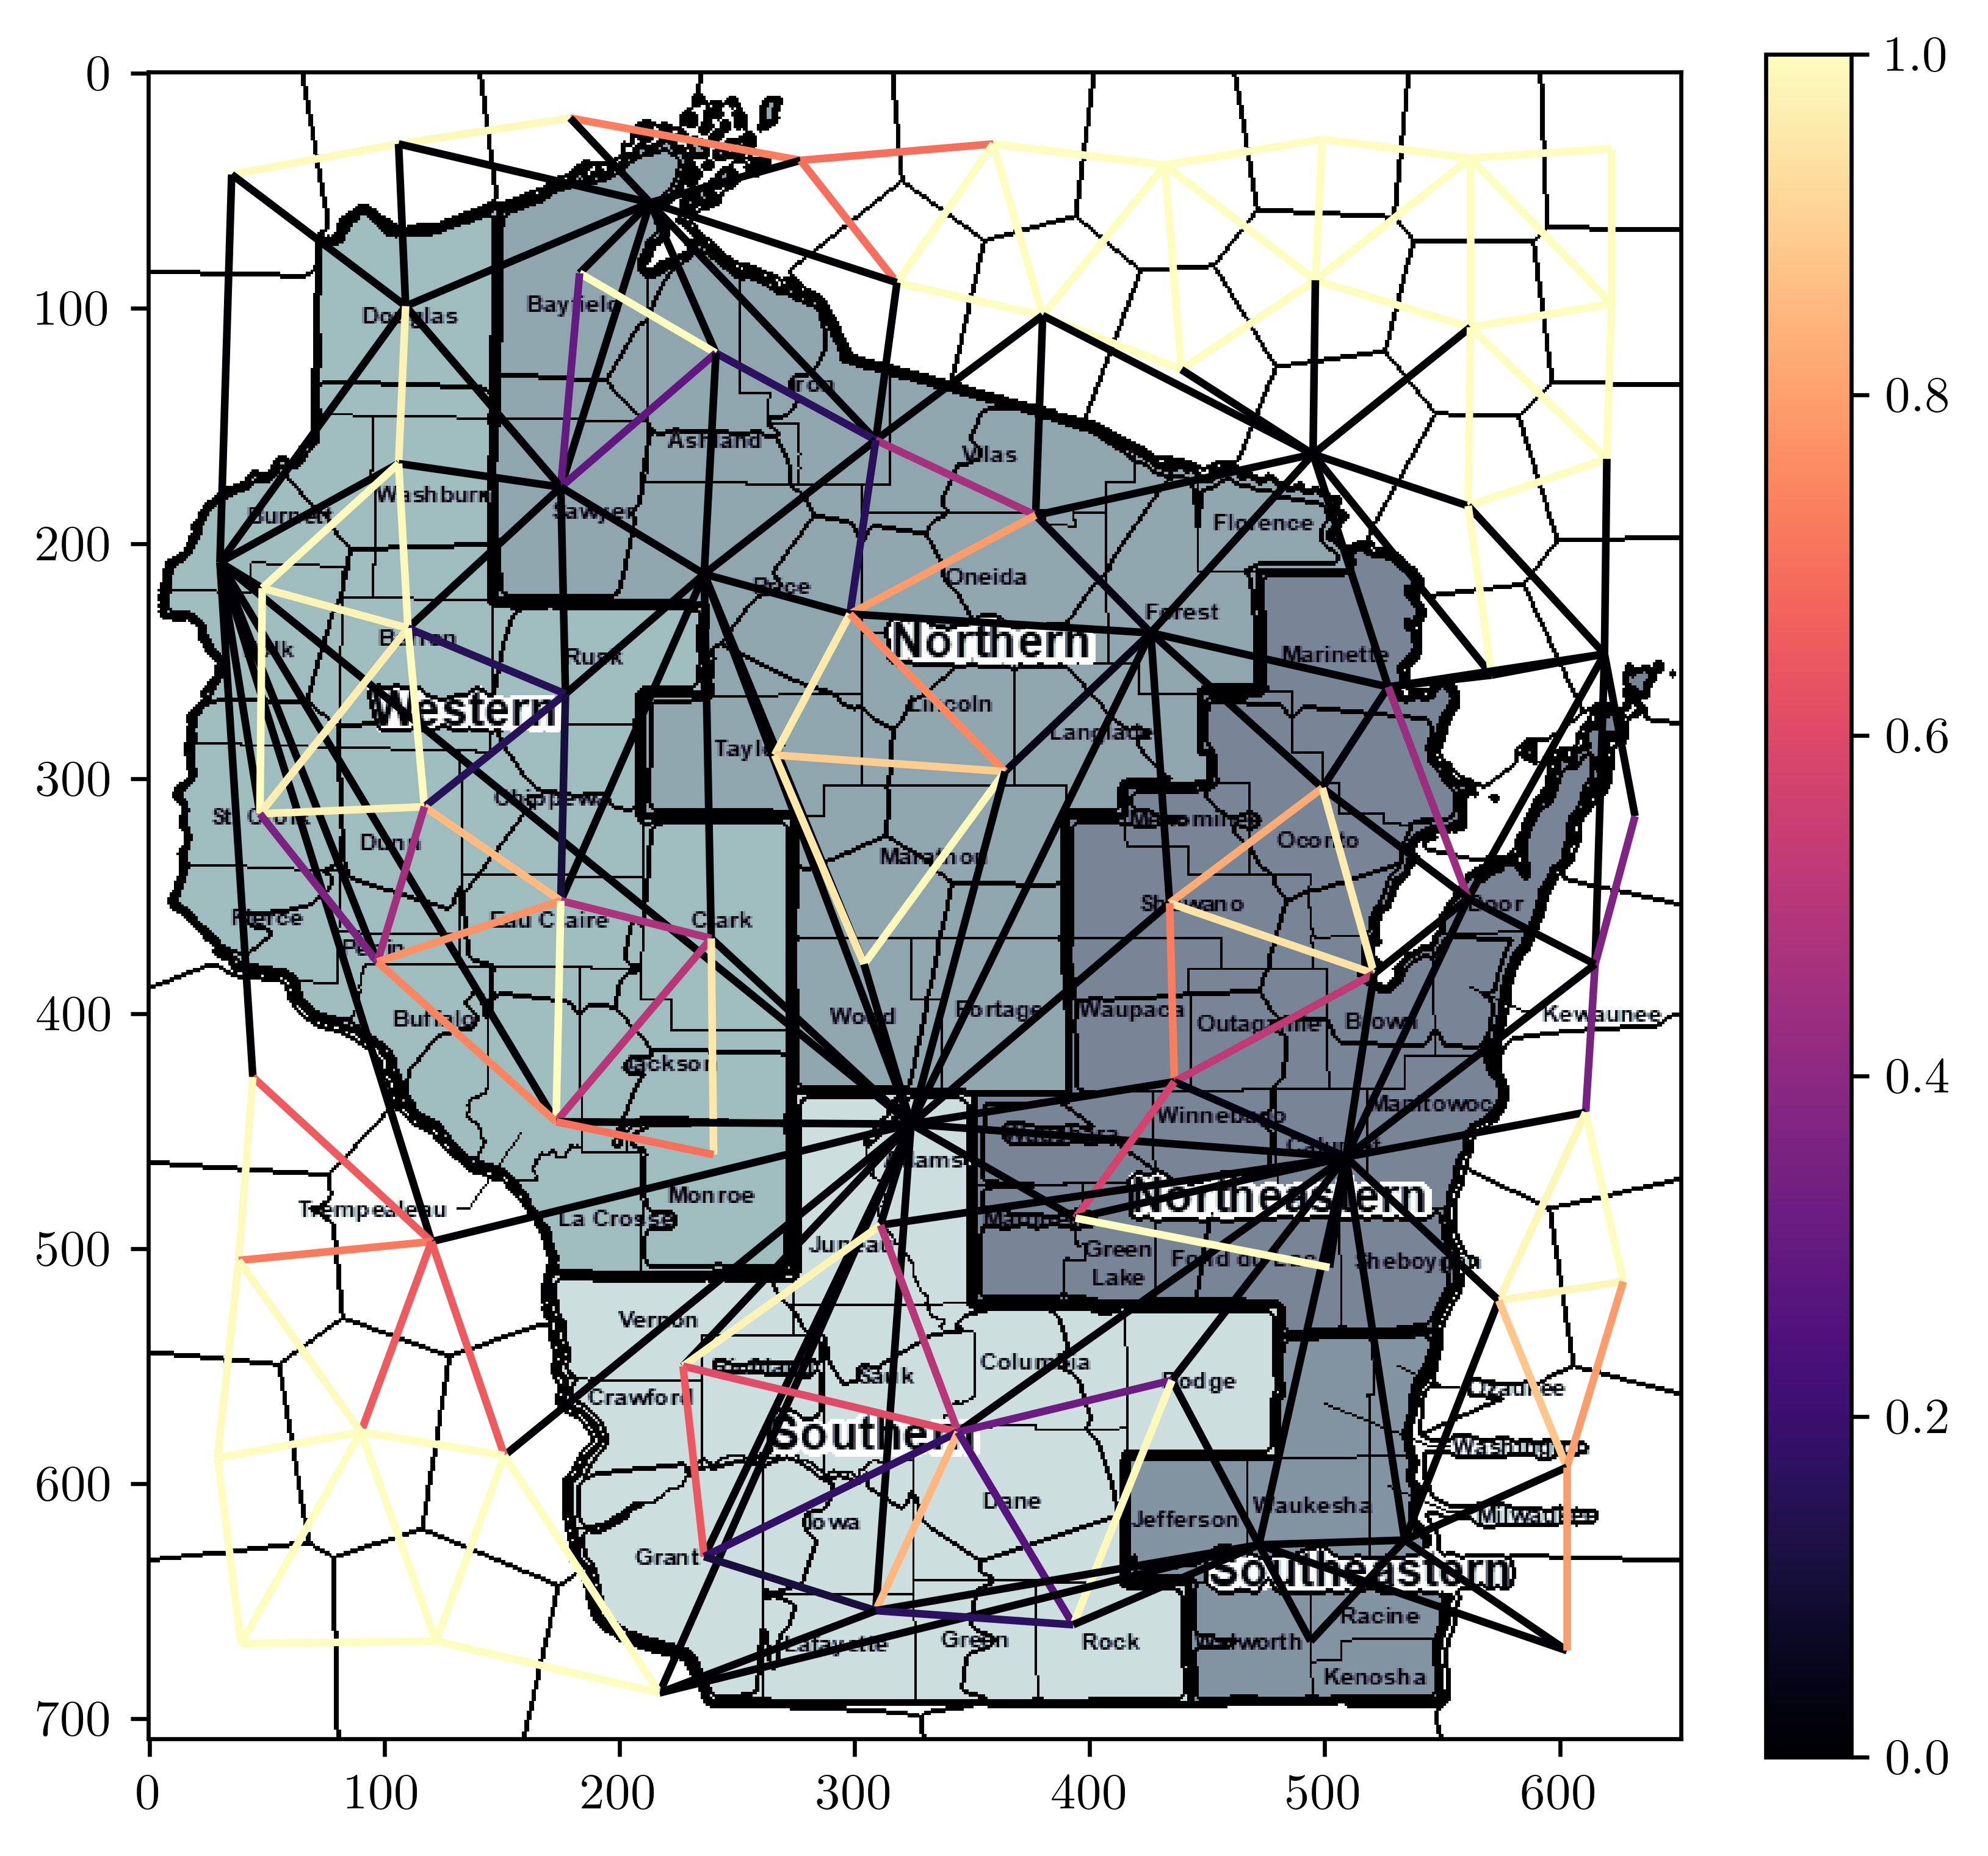 0
100
200
300
400
500
600
700
0
100
200
300
400
500
600
1.0
0.8
0.6
0.4
0.2
0.0
Douglas
Bayfield
Iron
Ashland
Vilas
Washburn
Burnett
Sawyer
Florence
Price
Oneida
Forest
Northern
Barron
Rusk
Marinette
Western
Lincoln
Langlade
Taylor
Chippewa
St. Croix
Dunn
Menominee
Oconto
Marathon
Pierce
Eau Claire
Clark
Shawano
Door
Pepin
Buffalo
Wood
Portage
Waupaca
Outagamie
Brown
Kewaunee
Jackson
Winnebago
Manitowoc
Waushara
Calumet
Adams
Monroe
Trempealeau
La Crosse
Northeastern
Marquette
Juneau
Green
Lake
Fond du Lac
Sheboygan
Vernon
Richland
Sauk
Columbia
Dodge
Crawford
Ozaukee
Southern
Washington
Dane
Iowa
Jefferson
Waukesha
Milwaukee
Grant
Southeastern
Racine
Lafayette
Green
Rock
Walworth
Kenosha